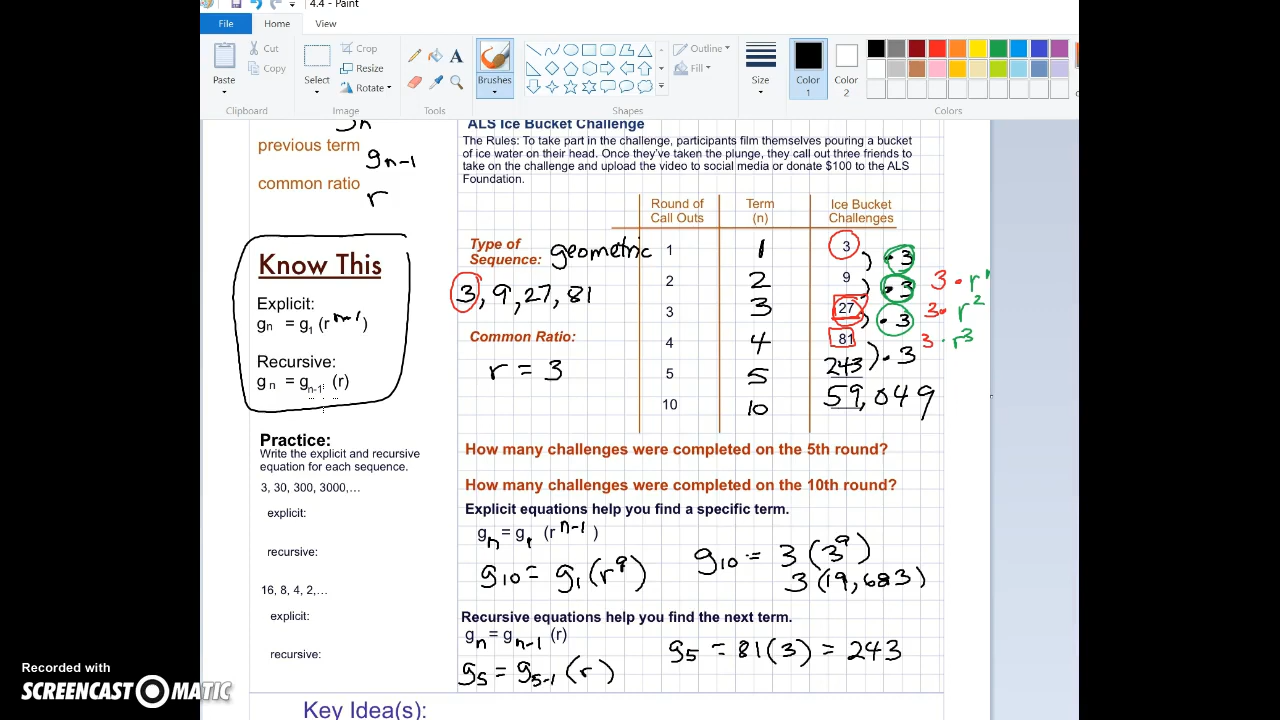 4.4 - Paint
File Home View
Paste
Cut
Copy
Clipboard
Select
Crop
Resize
Rotate
Image
A
Tools
Brushes
Outline
Fill
Shapes
Size
Color 1
Color 2
Colors
gn
previous term
gn-1
common ratio
r
Know This
Explicit:
gn = g1 (r n-1)
Recursive:
gn = gn-1 (r)
Practice:
Write the explicit and recursive
equation for each sequence.
3, 30, 300, 3000,...
explicit:
recursive:
16, 8, 4, 2,...
explicit:
recursive:
ALS Ice Bucket Challenge
The Rules: To take part in the challenge, participants film themselves pouring a bucket
of ice water on their head. Once they've taken the plunge, they call out three friends to
take on the challenge and upload the video to social media or donate $100 to the ALS
Foundation.
Type of
Sequence: geometric
3, 9, 27, 81
Common Ratio:
r = 3
Round of Call Outs Term (n) Ice Bucket Challenges
1 1 3 · 3
2 2 9 · 3 3 · r
3 3 27 · 3 3 · r²
4 4 81 · 3 3 · r³
5 5 243
10 10 59,049
How many challenges were completed on the 5th round?
How many challenges were completed on the 10th round?
Explicit equations help you find a specific term.
gn = g1 (r n-1)
g10 = g1 (r⁹) g10 = 3 (3⁹)
3 (19,683)
Recursive equations help you find the next term.
gn = gn-1 (r)
g5 = g5-1 (r) g5 = 81(3) = 243
Key Idea(s):
Recorded with
SCREENCAST-O-MATIC